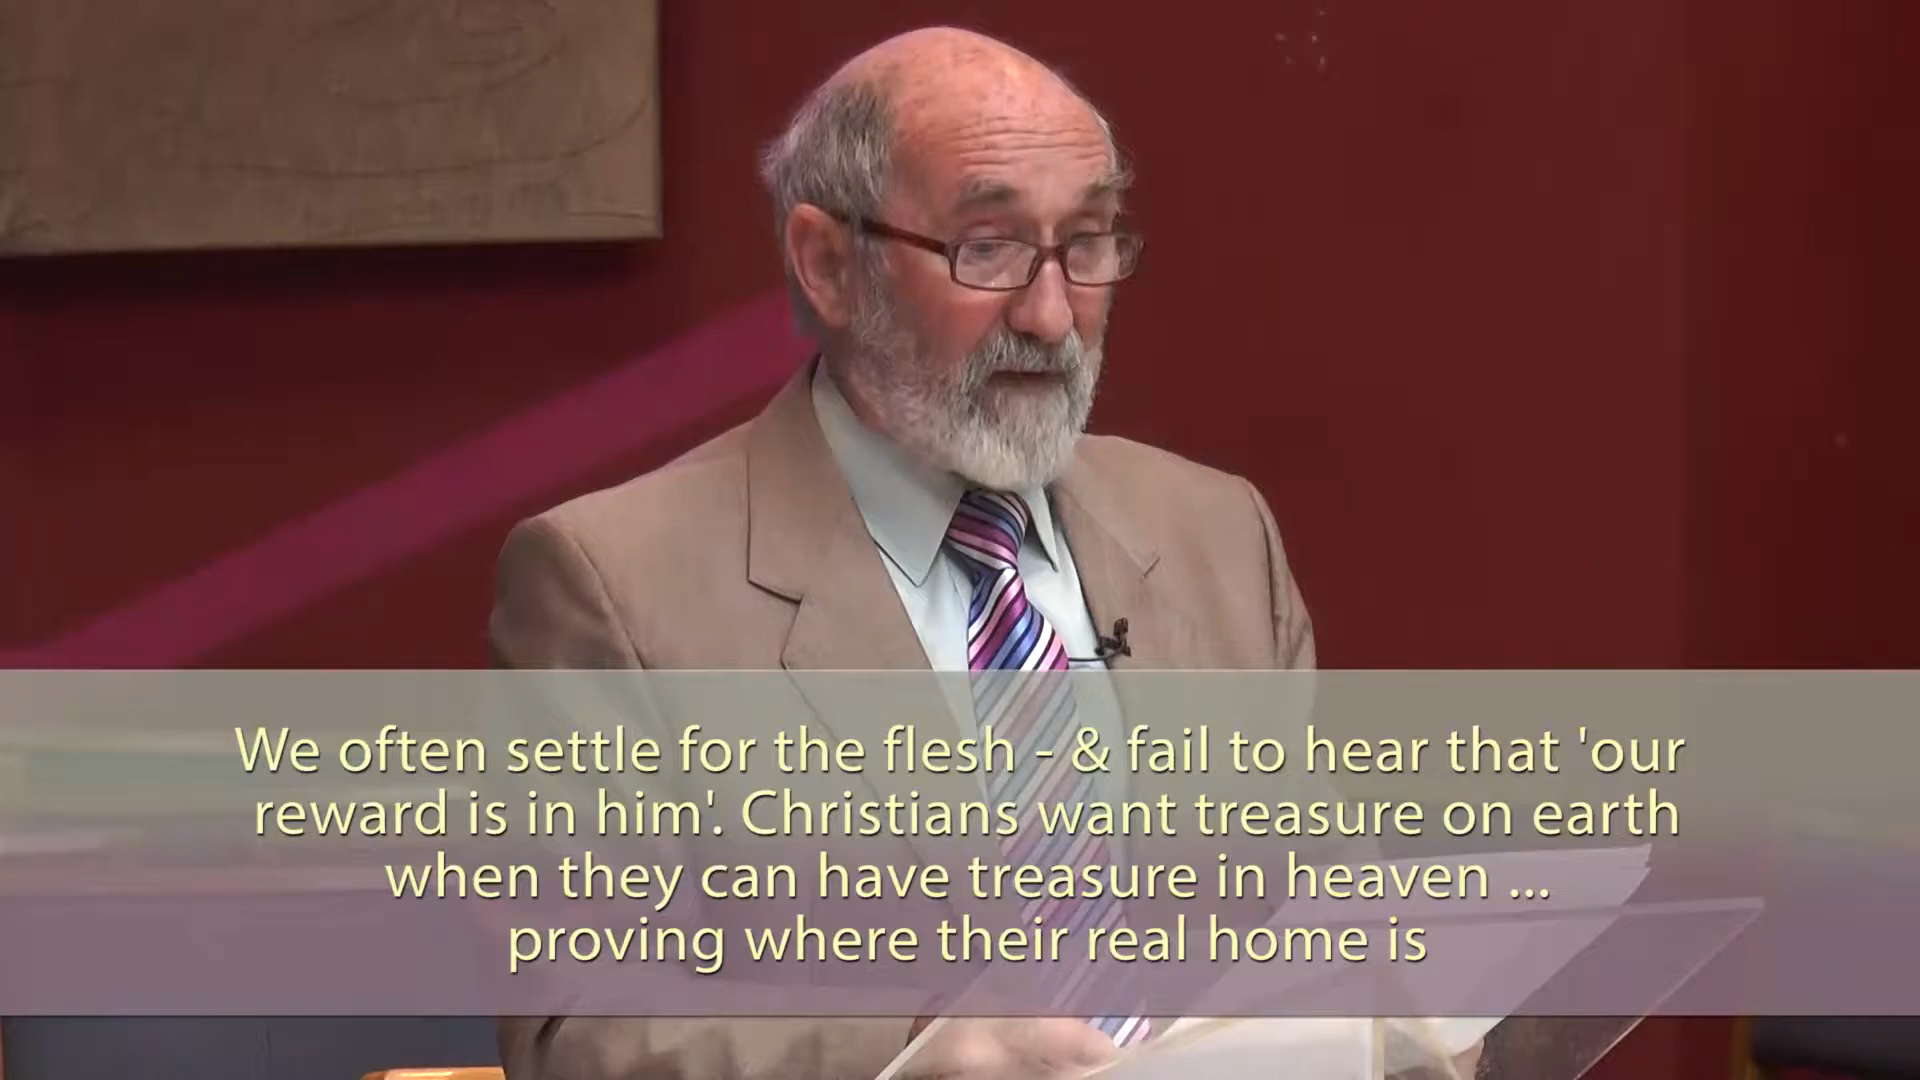 We often settle for the flesh - & fail to hear that 'our
reward is in him'. Christians want treasure on earth
when they can have treasure in heaven ...
proving where their real home is